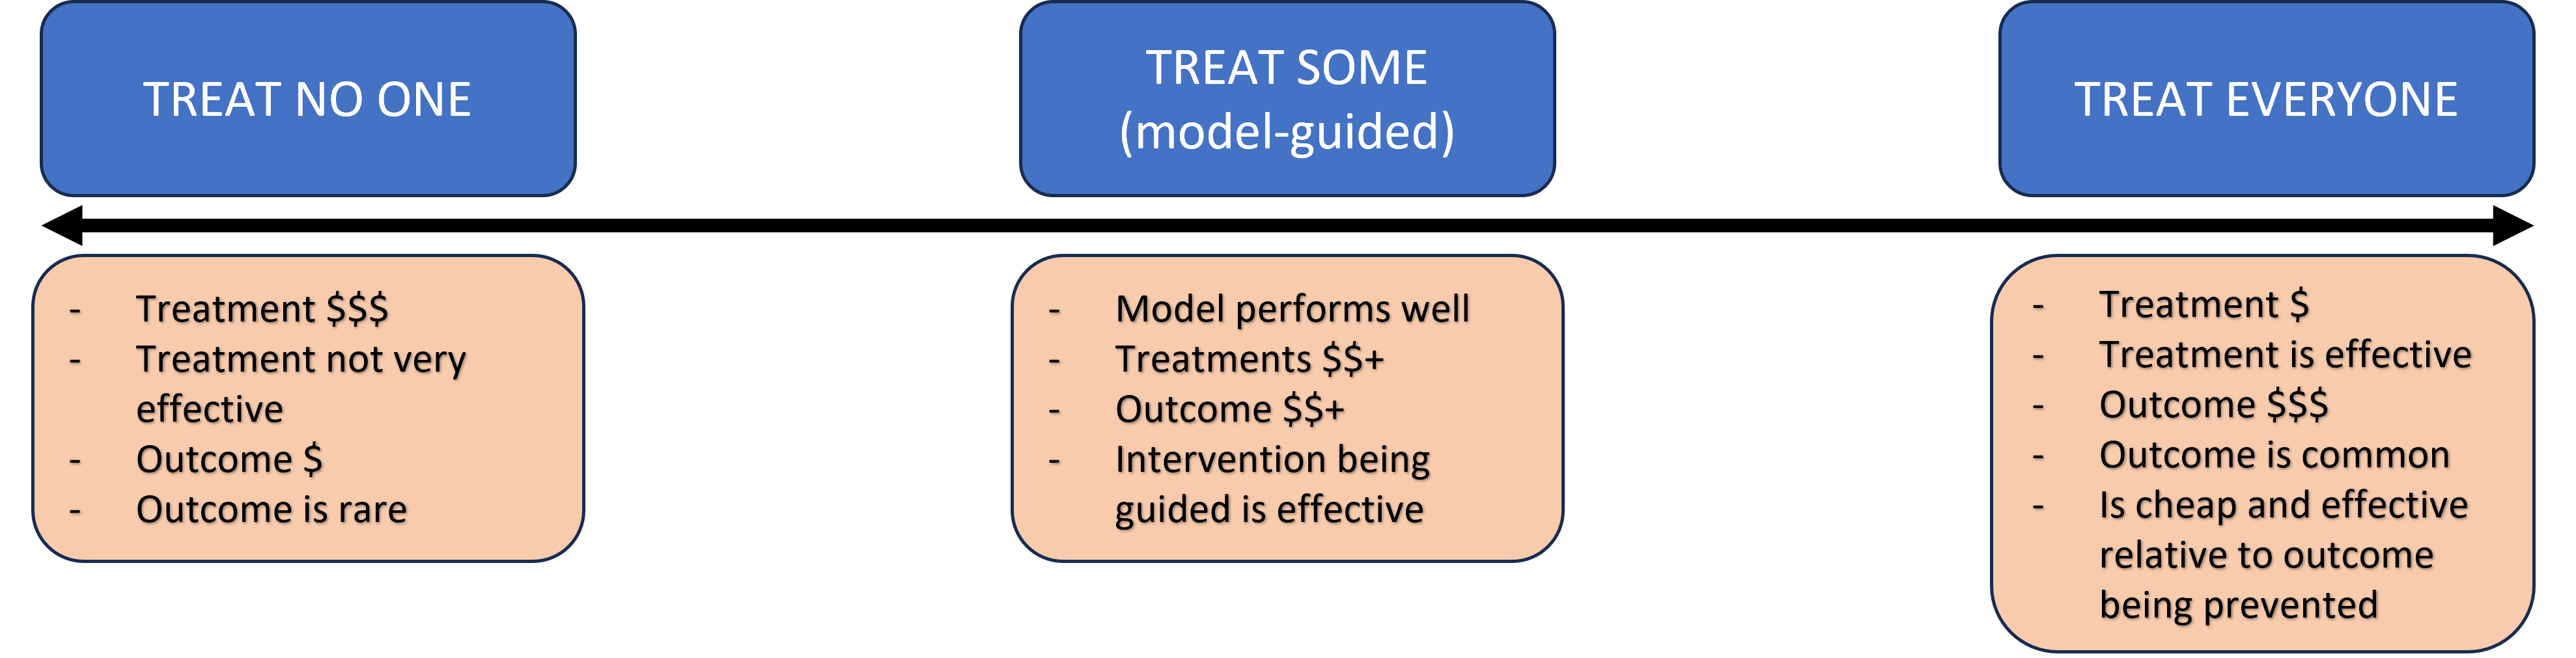 TREAT NO ONE
TREAT SOME
(model-guided)
TREAT EVERYONE
- Treatment $$$
- Treatment not very
effective
- Outcome $
- Outcome is rare
- Model performs well
- Treatments $$+
- Outcome $$+
- Intervention being
guided is effective
- Treatment $
- Treatment is effective
- Outcome $$$
- Outcome is common
- Is cheap and effective
relative to outcome
being prevented